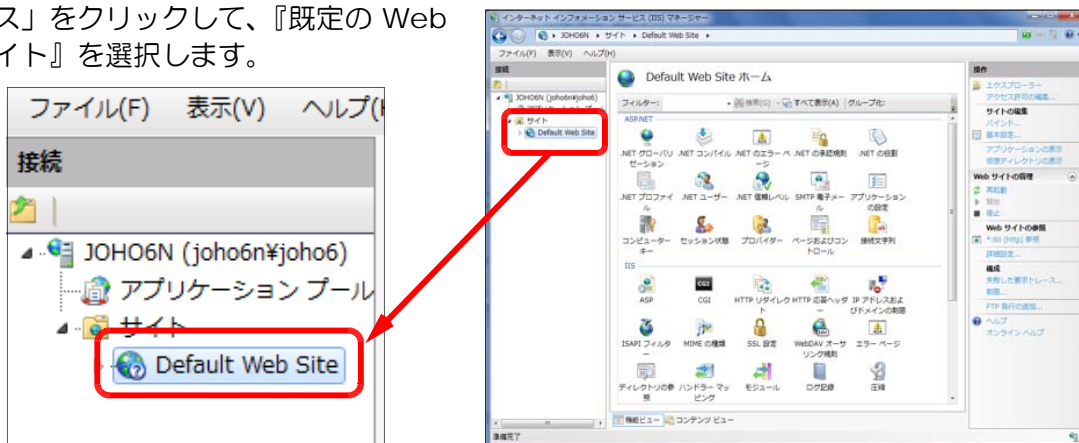 ス」をクリックして、『既定の Web
イト』を選択します。
ファイル(F) 表示(V) ヘルプ(H
接続
JOHO6N (joho6n¥joho6)
アプリケーション プール
サイト
Default Web Site
インターネット インフォメーション サービス (IIS) マネージャー
JOHO6N サイト Default Web Site
ファイル(F) 表示(V) ヘルプ(H)
接続
JOHO6N (joho6n¥joho6)
アプリケーション プール
サイト
Default Web Site
Default Web Site ホーム
フィルター: 検索(G) すべて表示(A) グループ化:
ASP.NET
.NET グローバリ .NET コンパイル .NET のエラー ペ .NET の承認規則 .NET の役割
ゼーション ージ
.NET プロファイ .NET ユーザー .NET 信頼レベル SMTP 電子メー アプリケーション
ル ル の設定
コンピューター セッション状態 プロバイダー ページおよびコン 接続文字列
キー トロール
IIS
ASP CGI HTTP リダイレク HTTP 応答ヘッダ IP アドレスおよ
ト ー びドメインの制限
ISAPI フィルタ MIME の種類 SSL 設定 WebDAV オーサ エラー ページ
ー リング規則
ディレクトリの参 ハンドラー マッ モジュール ログ記録 圧縮
照 ピング
機能ビュー コンテンツ ビュー
準備完了
操作
エクスプローラー
アクセス許可の編集...
サイトの編集
バインド...
基本設定...
アプリケーションの表示
仮想ディレクトリの表示
Web サイトの管理
再起動
開始
停止
Web サイトの参照
*:80 (http) 参照
詳細設定...
構成
失敗した要求トレース...
制限...
FTP 発行の追加...
ヘルプ
オンライン ヘルプ